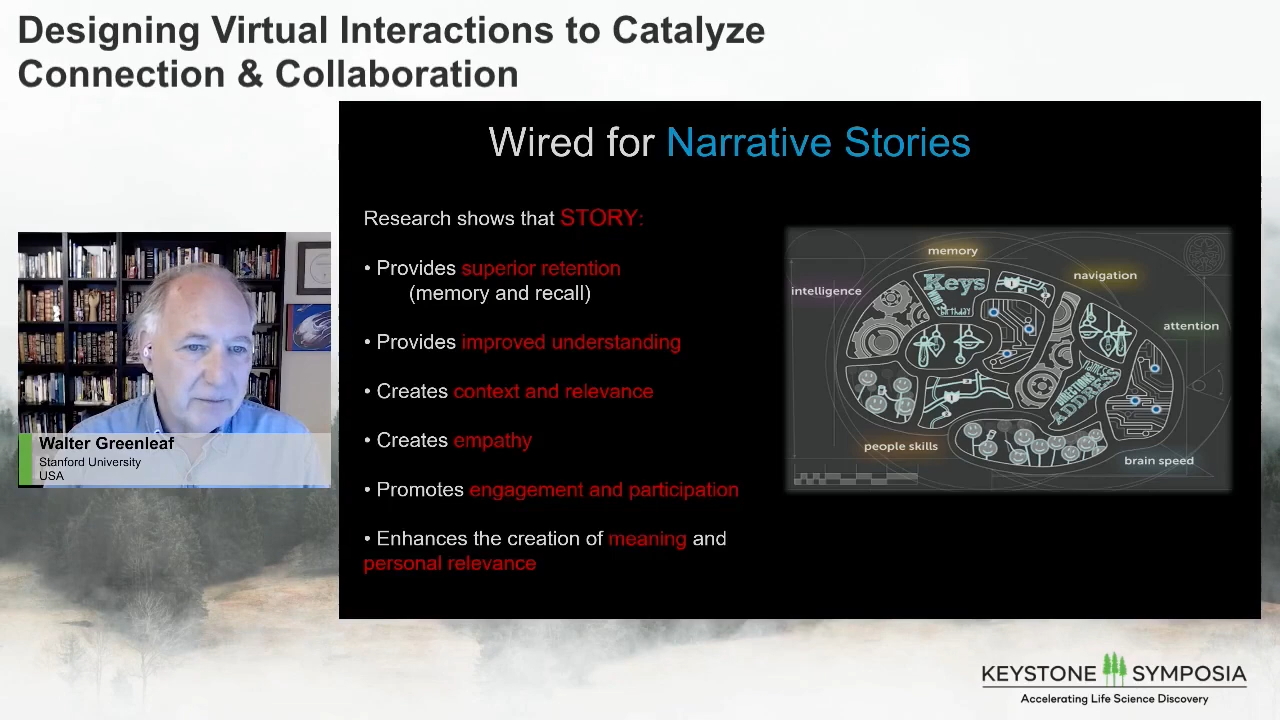 Designing Virtual Interactions to Catalyze
Connection & Collaboration
Wired for Narrative Stories
Research shows that STORY:
• Provides superior retention
(memory and recall)
• Provides improved understanding
• Creates context and relevance
• Creates empathy
• Promotes engagement and participation
• Enhances the creation of meaning and
personal relevance
memory
navigation
intelligence
attention
Keys
ADDRESS
people skills
brain speed
Walter Greenleaf
Stanford University
USA
KEYSTONE SYMPOSIA
Accelerating Life Science Discovery